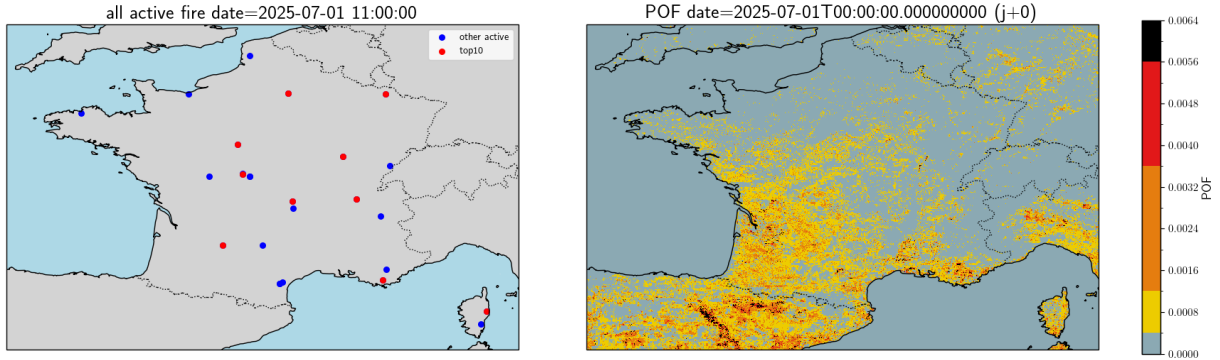 all active fire date=2025-07-01 11:00:00
other active
top10
POF date=2025-07-01T00:00:00.000000000 (j+0)
0.0064
0.0056
0.0048
0.0040
0.0032
0.0024
0.0016
0.0008
0.0000
POF